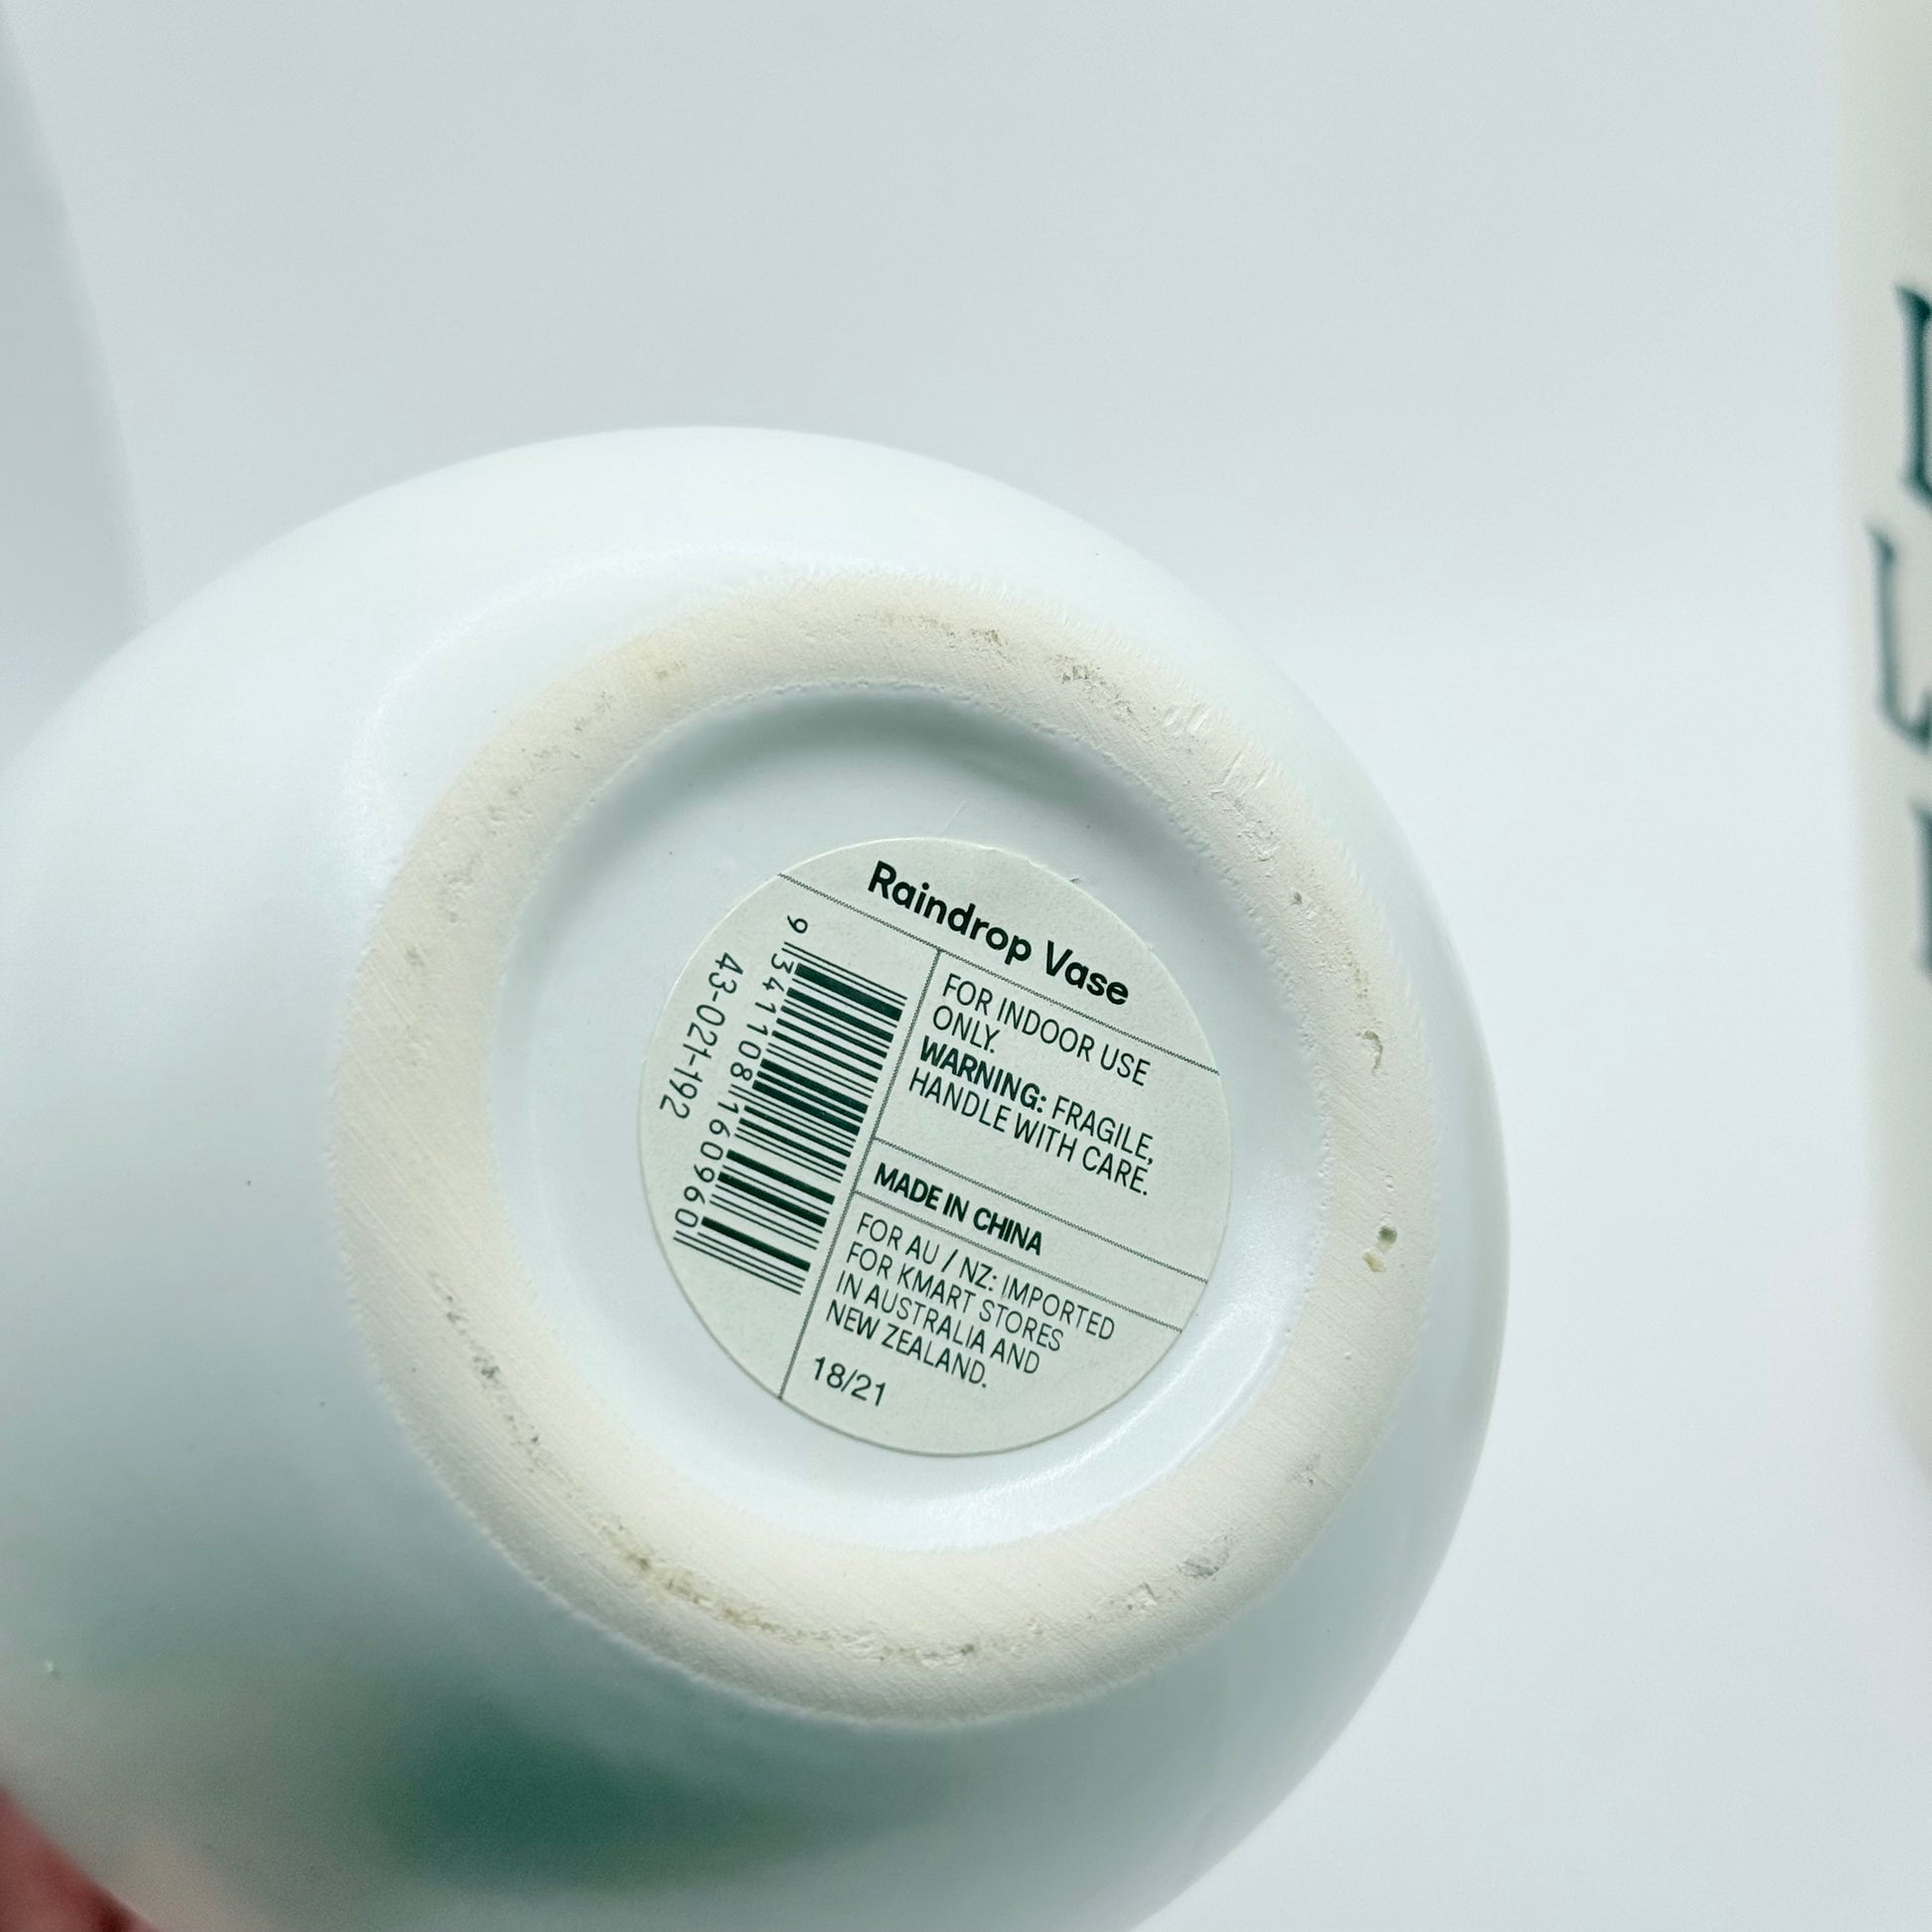 Raindrop Vase
FOR INDOOR USE
ONLY.
WARNING: FRAGILE,
HANDLE WITH CARE.
MADE IN CHINA
FOR AU / NZ: IMPORTED
FOR KMART STORES
IN AUSTRALIA AND
NEW ZEALAND.
18/21
9 341108 160960
43-021-192